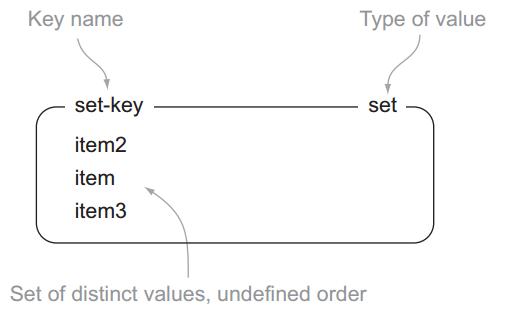 Key name
Type of value
set-key
set
item2
item
item3
Set of distinct values, undefined order